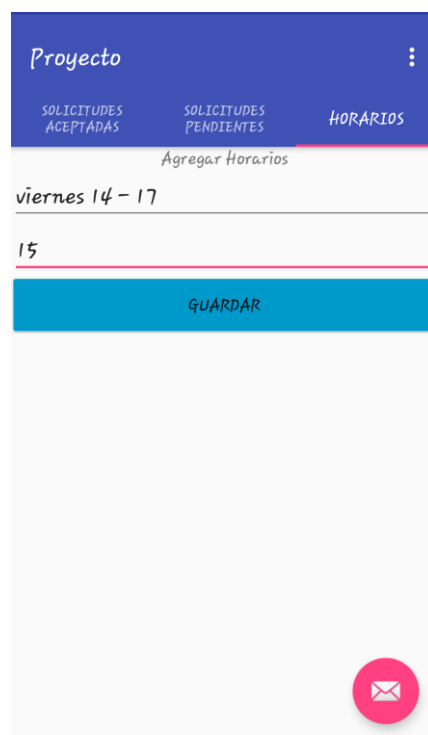 Proyecto
SOLICITUDES
ACEPTADAS
SOLICITUDES
PENDIENTES
HORARIOS
Agregar Horarios
viernes 14 - 17
15
GUARDAR